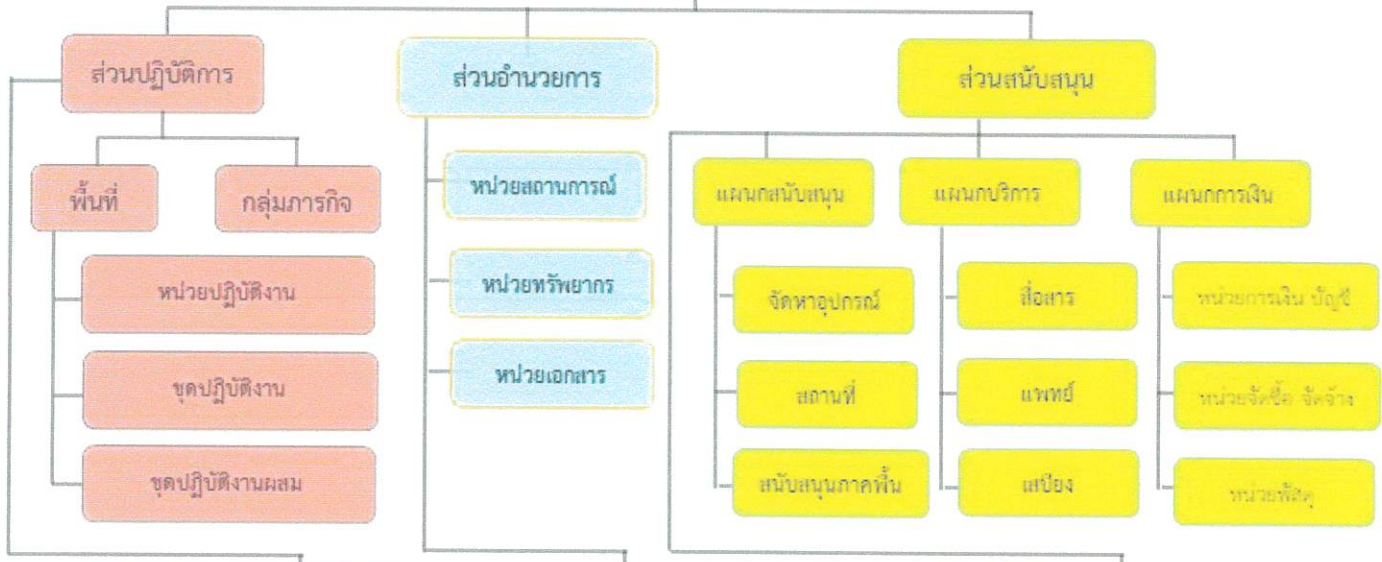 ส่วนปฏิบัติการ
ส่วนอำนวยการ
ส่วนสนับสนุน
พื้นที่
กลุ่มภารกิจ
หน่วยปฏิบัติงาน
ชุดปฏิบัติงาน
ชุดปฏิบัติงานผสม
หน่วยสถานการณ์
หน่วยทรัพยากร
หน่วยเอกสาร
แผนกสนับสนุน
แผนกบริการ
แผนกการเงิน
จัดหาอุปกรณ์
สถานที่
สนับสนุนภาคพื้น
สื่อสาร
แพทย์
เสบียง
หน่วยการเงิน บัญชี
หน่วยจัดซื้อ จัดจ้าง
หน่วยพัสดุ